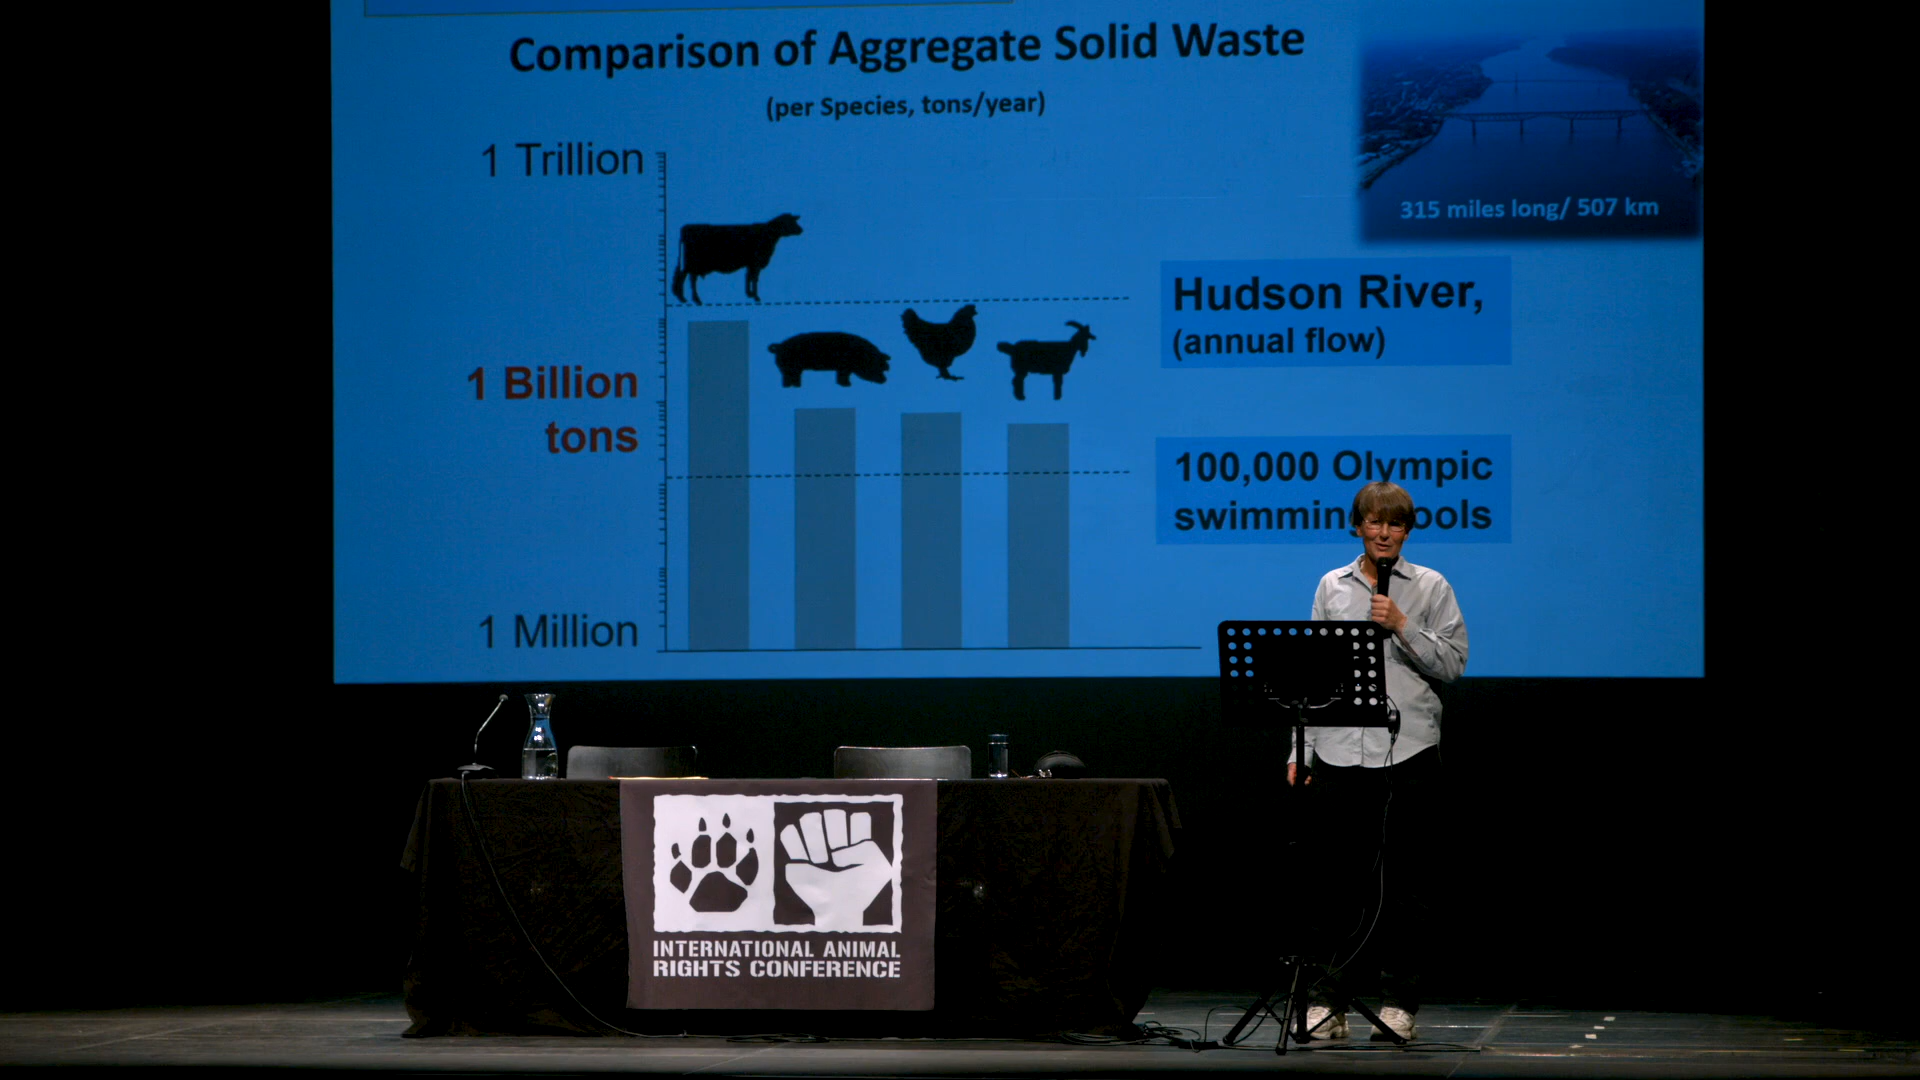 Comparison of Aggregate Solid Waste
(per Species, tons/year)
1 Trillion
315 miles long/ 507 km
Hudson River,
(annual flow)
1 Billion
tons
100,000 Olympic
swimming
1 Million
INTERNATIONAL ANIMAL
RIGHTS CONFERENCE